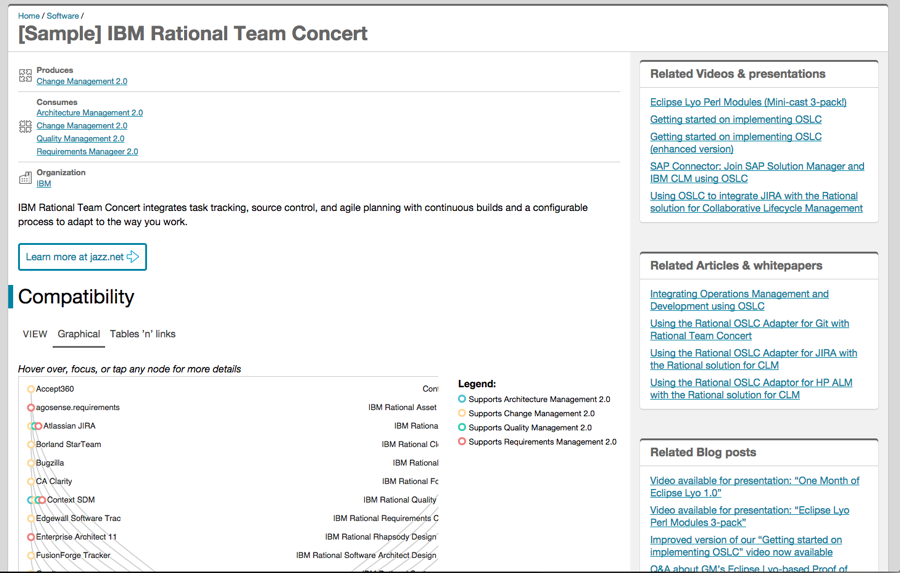 Home / Software /
[Sample] IBM Rational Team Concert
Produces
Change Management 2.0
Consumes
Architecture Management 2.0
Change Management 2.0
Quality Management 2.0
Requirements Manageer 2.0
Organization
IBM
IBM Rational Team Concert integrates task tracking, source control, and agile planning with continuous builds and a configurable
process to adapt to the way you work.
Learn more at jazz.net
Compatibility
VIEW Graphical Tables 'n' links
Hover over, focus, or tap any node for more details
Accept360
agosense.requirements
Atlassian JIRA
Borland StarTeam
Bugzilla
CA Clarity
Context SDM
Edgewall Software Trac
Enterprise Architect 11
FusionForge Tracker
Cont
IBM Rational Asset
IBM Rationa
IBM Rational Cl
IBM Rational
IBM Rational Fo
IBM Rational Quality
IBM Rational Requirements C
IBM Rational Rhapsody Design
IBM Rational Software Architect Design
Legend:
Supports Architecture Management 2.0
Supports Change Management 2.0
Supports Quality Management 2.0
Supports Requirements Management 2.0
Related Videos & presentations
Eclipse Lyo Perl Modules (Mini-cast 3-pack!)
Getting started on implementing OSLC
Getting started on implementing OSLC
(enhanced version)
SAP Connector: Join SAP Solution Manager and
IBM CLM using OSLC
Using OSLC to integrate JIRA with the Rational
solution for Collaborative Lifecycle Management
Related Articles & whitepapers
Integrating Operations Management and
Development using OSLC
Using the Rational OSLC Adapter for Git with
Rational Team Concert
Using the Rational OSLC Adapter for JIRA with
the Rational solution for CLM
Using the Rational OSLC Adaptor for HP ALM
with the Rational solution for CLM
Related Blog posts
Video available for presentation: “One Month of
Eclipse Lyo 1.0”
Video available for presentation: “Eclipse Lyo
Perl Modules 3-pack”
Improved version of our “Getting started on
implementing OSLC” video now available
Q&A about GM's Eclipse Lyo-based Proof of